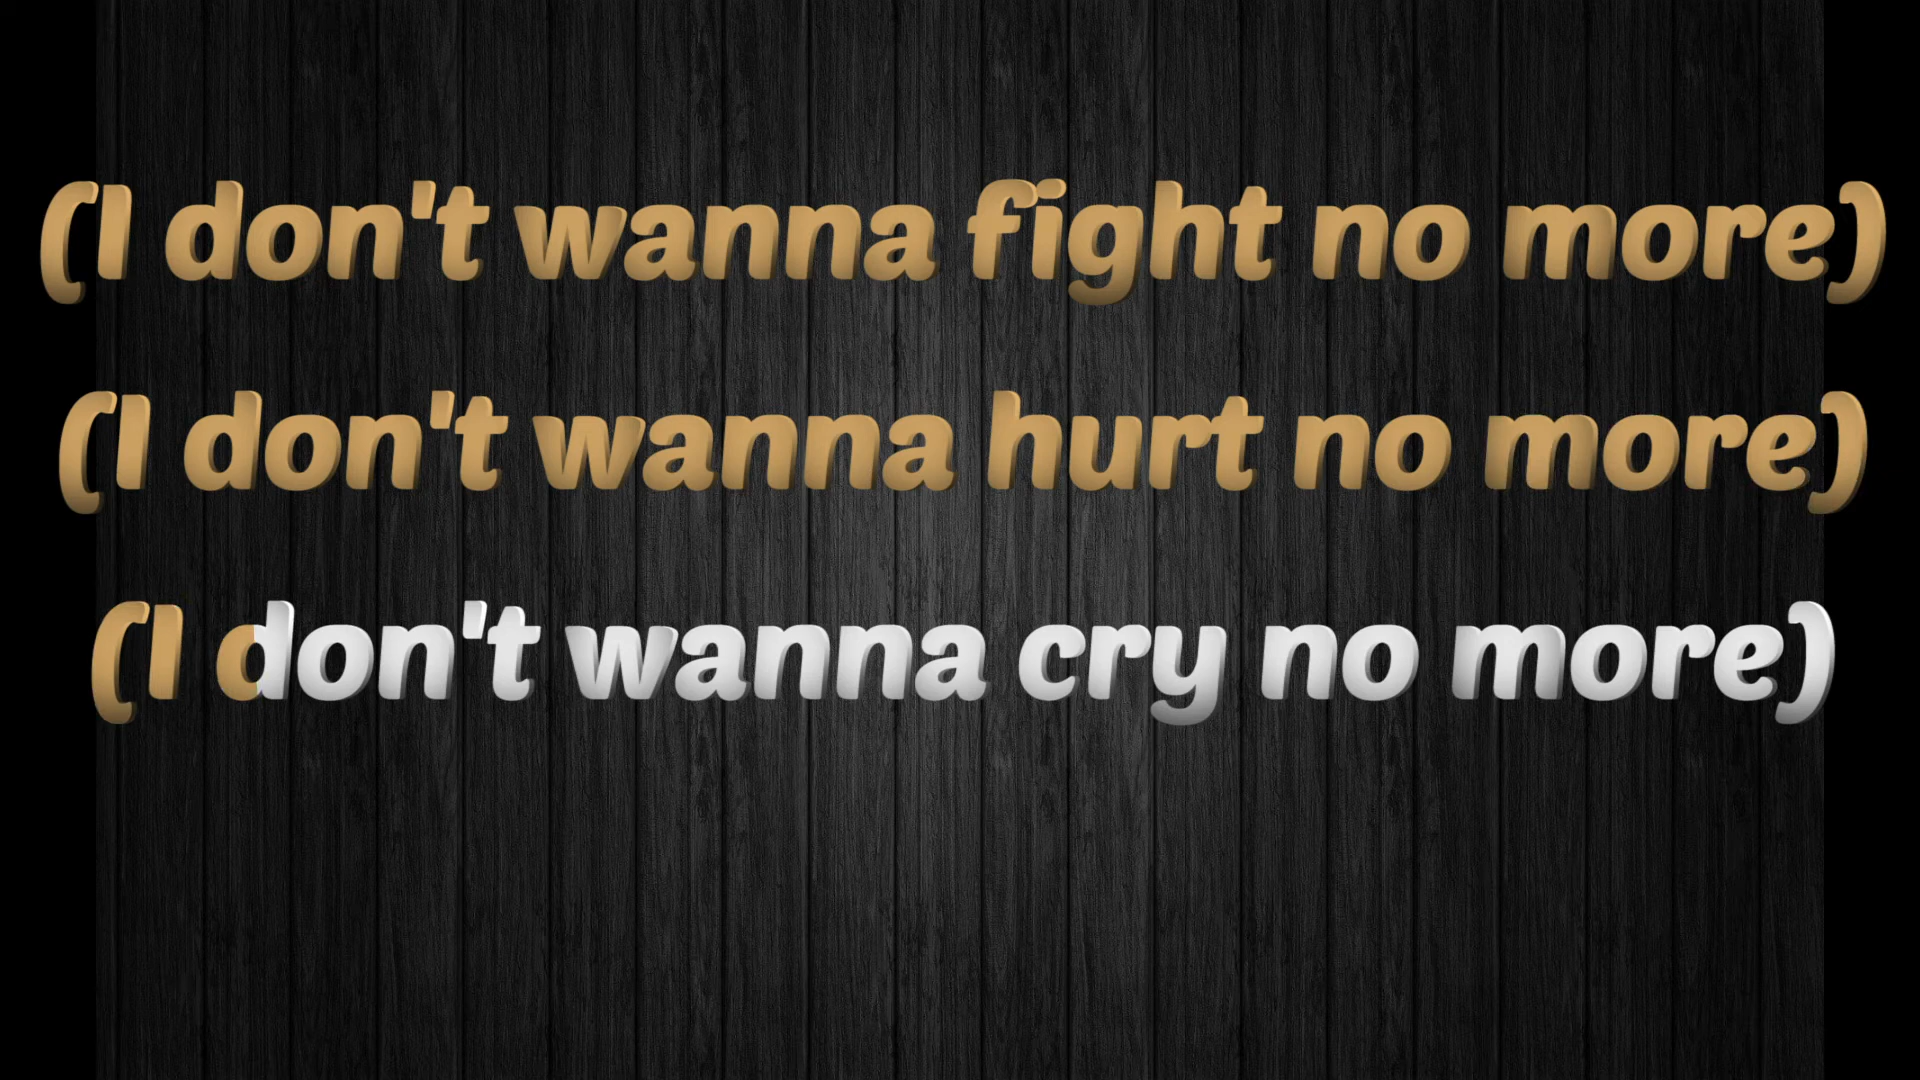 (I don't wanna fight no more)
(I don't wanna hurt no more)
(I don't wanna cry no more)